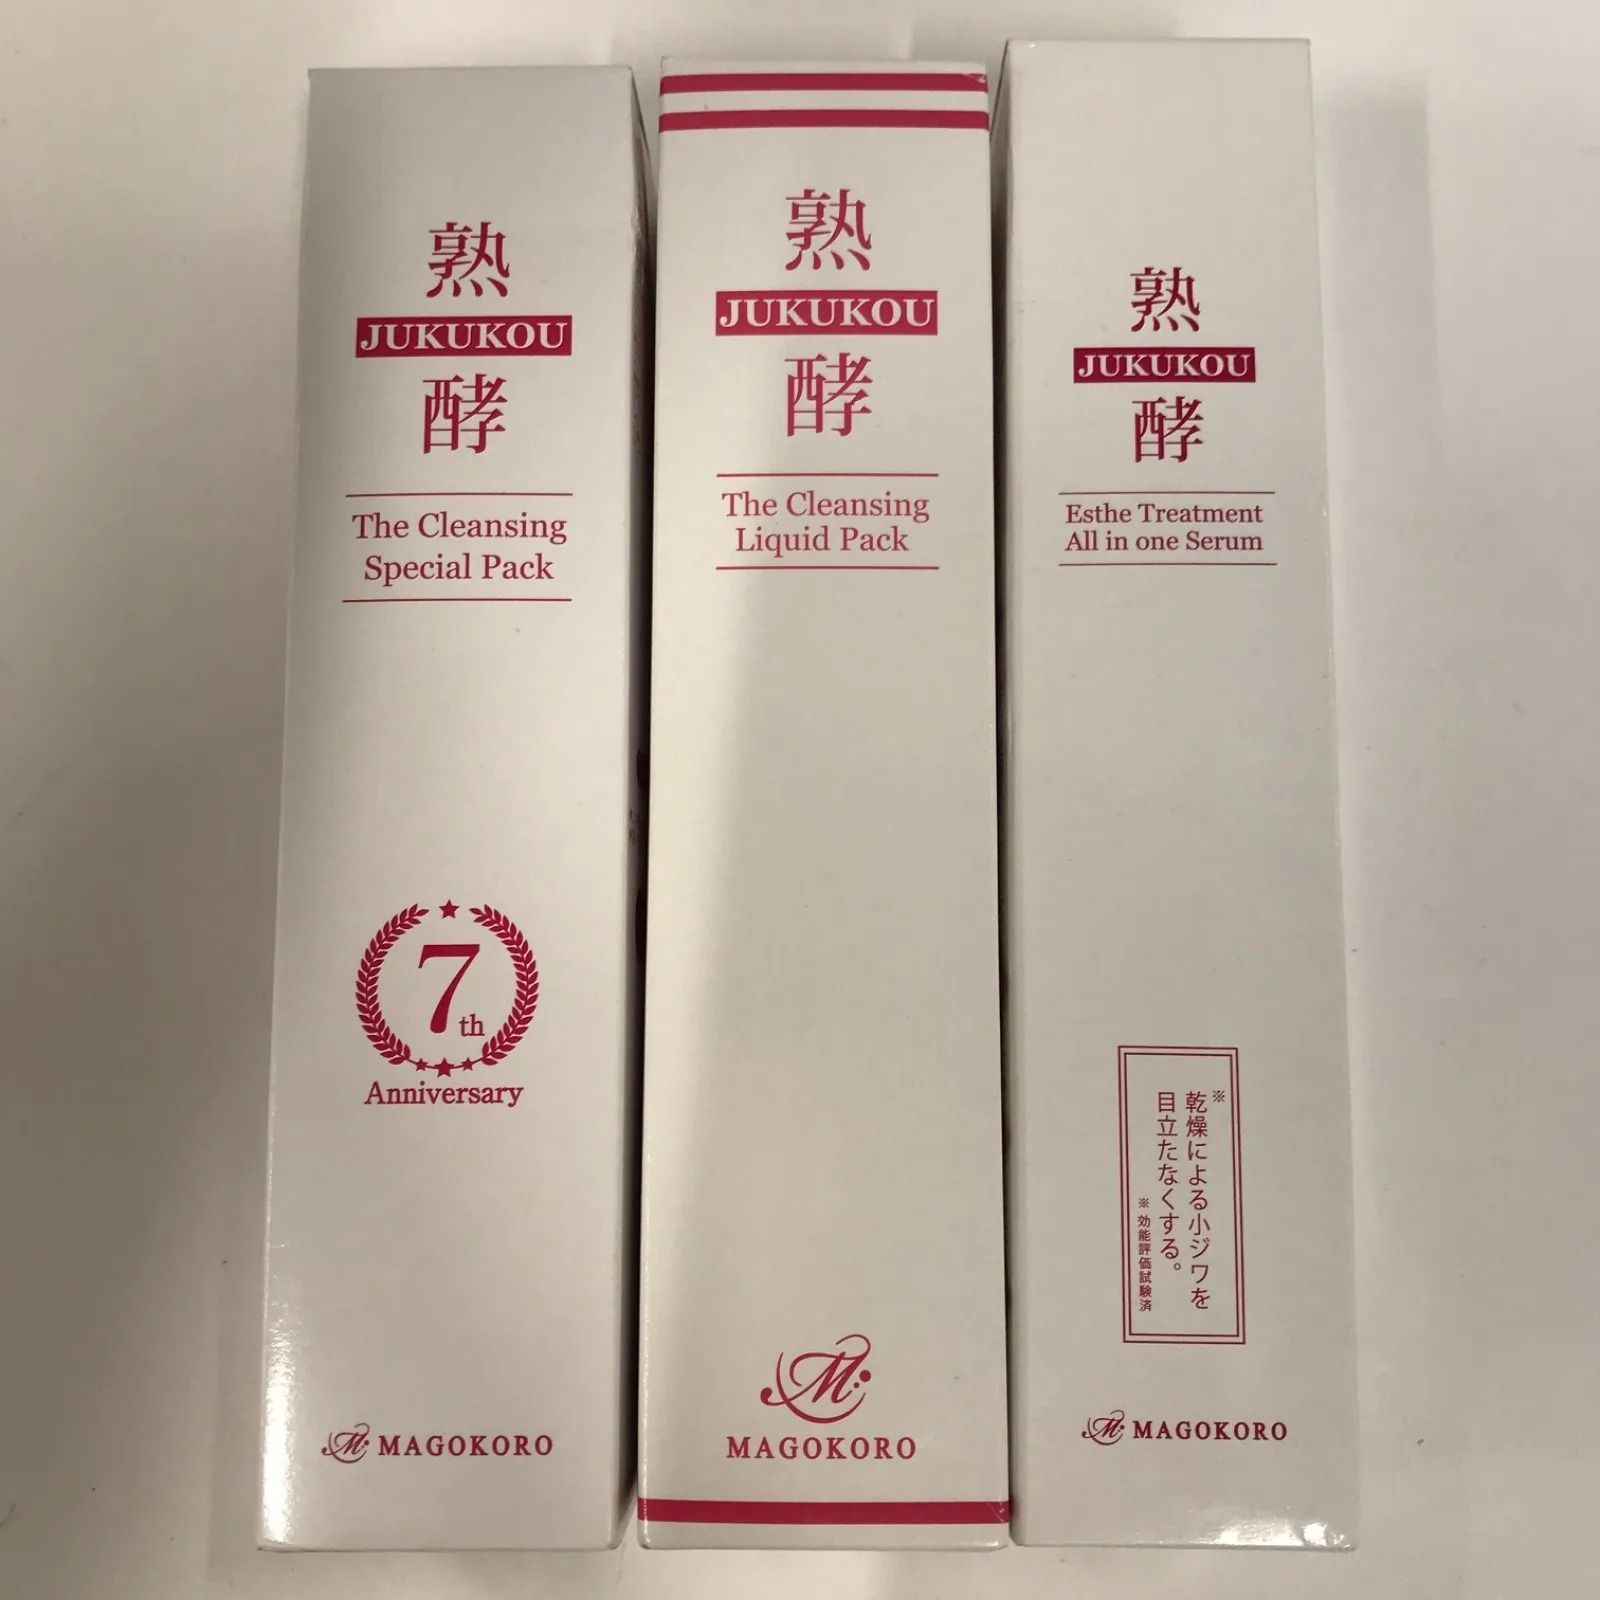 熟
JUKUKOU
酵
The Cleansing
Special Pack
7th
Anniversary
M MAGOKORO
熟
JUKUKOU
酵
The Cleansing
Liquid Pack
M
MAGOKORO
熟
JUKUKOU
酵
Esthe Treatment
All in one Serum
※乾燥による小ジワを
目立たなくする。
※効能評価試験済
M MAGOKORO